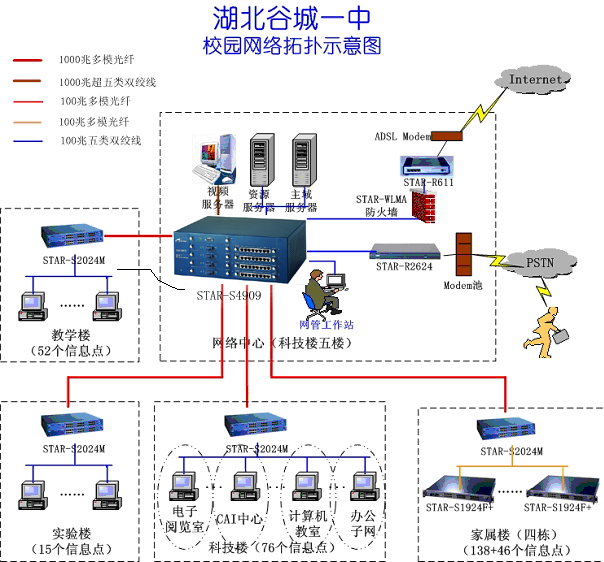 湖北谷城一中
校园网络拓扑示意图
1000兆多模光纤
1000兆超五类双绞线
100兆多模光纤
100兆多模光纤
100兆五类双绞线
Internet
ADSL Modem
STAR-R611
STAR-WLMA
防火墙
视频
服务器
资源
服务器
主域
服务器
STAR-S4909
STAR-R2624
Modem池
PSTN
网管工作站
网络中心（科技楼五楼）
STAR-S2024M
教学楼
（52个信息点）
STAR-S2024M
实验楼
（15个信息点）
STAR-S2024M
电子
阅览室
CAI中心
计算机
教室
办公
子网
科技楼（76个信息点）
STAR-S2024M
STAR-S1924F+
STAR-S1924F+
家属楼（四栋）
（138+46个信息点）